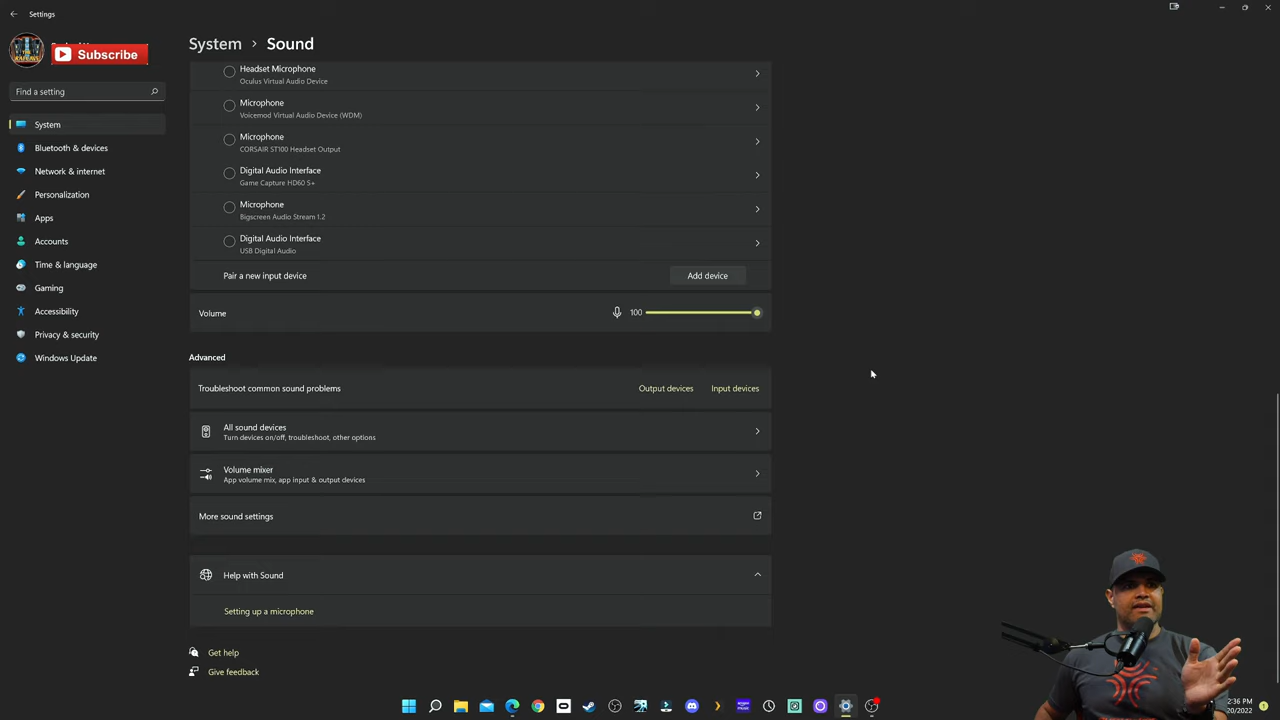 Settings
Subscribe
System > Sound
Find a setting
System
Bluetooth & devices
Network & internet
Personalization
Apps
Accounts
Time & language
Gaming
Accessibility
Privacy & security
Windows Update
Headset Microphone
Oculus Virtual Audio Device
Microphone
Voicemod Virtual Audio Device (WDM)
Microphone
CORSAIR ST100 Headset Output
Digital Audio Interface
Game Capture HD60 S+
Microphone
Bigscreen Audio Stream 1.2
Digital Audio Interface
USB Digital Audio
Pair a new input device
Add device
Volume
100
Advanced
Troubleshoot common sound problems
Output devices
Input devices
All sound devices
Turn devices on/off, troubleshoot, other options
Volume mixer
App volume mix, app input & output devices
More sound settings
Help with Sound
Setting up a microphone
Get help
Give feedback
2:36 PM
20/2022